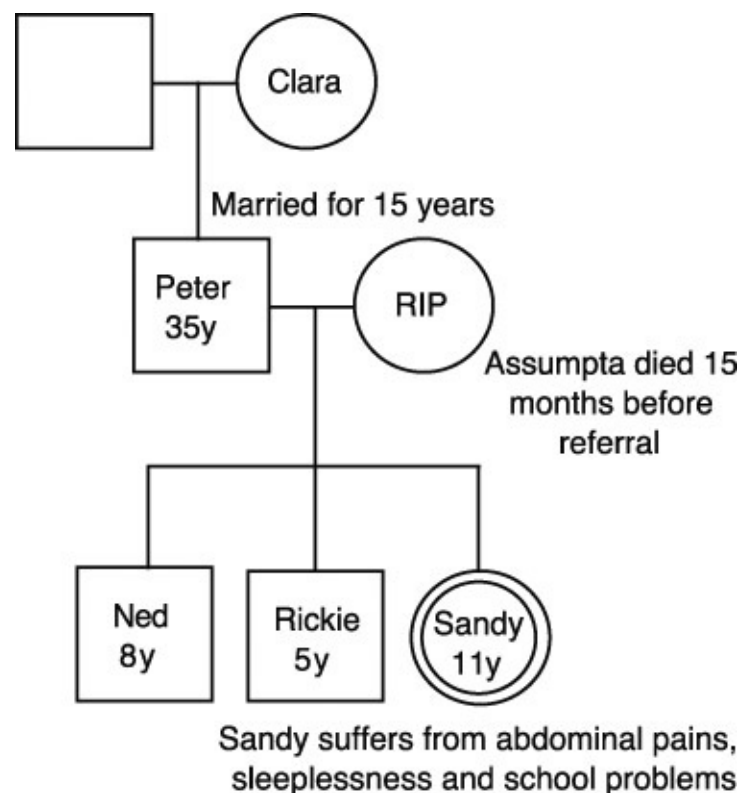 Clara
Married for 15 years
Peter
35y
RIP
Assumpta died 15
months before
referral
Ned
8y
Rickie
5y
Sandy
11y
Sandy suffers from abdominal pains,
sleeplessness and school problems